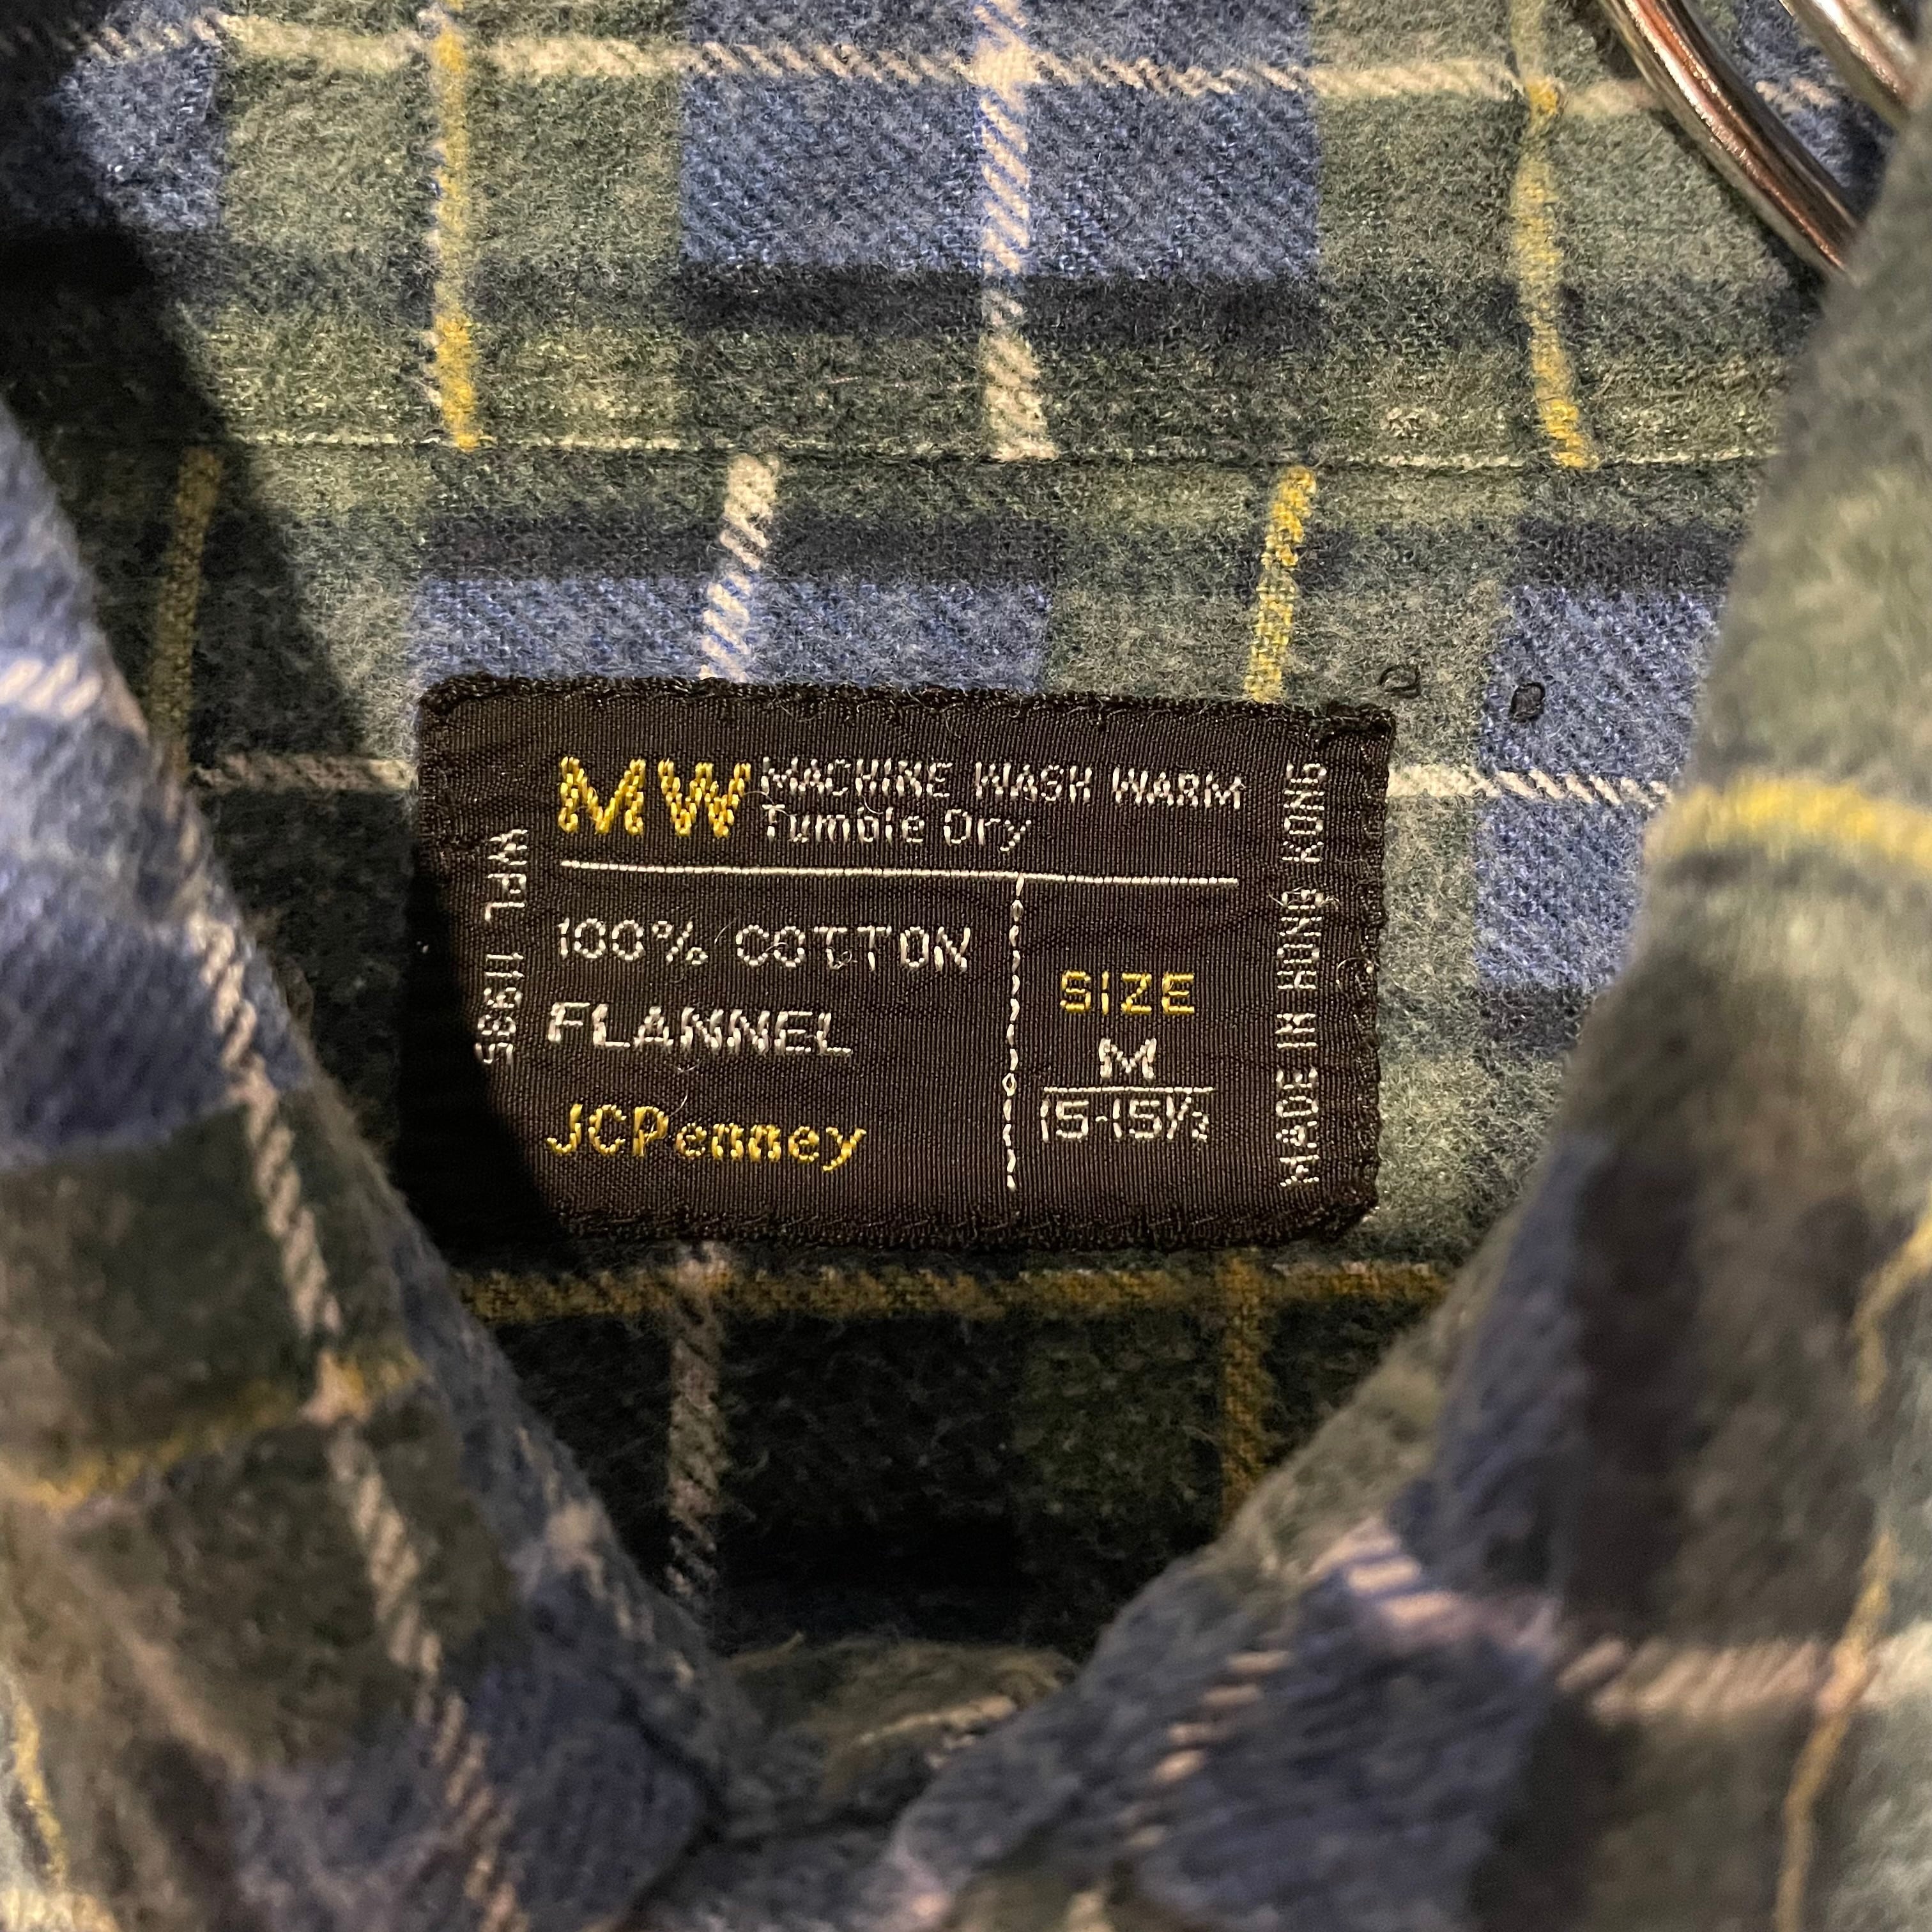 MW MACHINE WASH WARM
Tumble Dry
WPL 11935
100% COTTON
FLANNEL
JCPenney
SIZE
M
15-15½
MADE IN HONG KONG